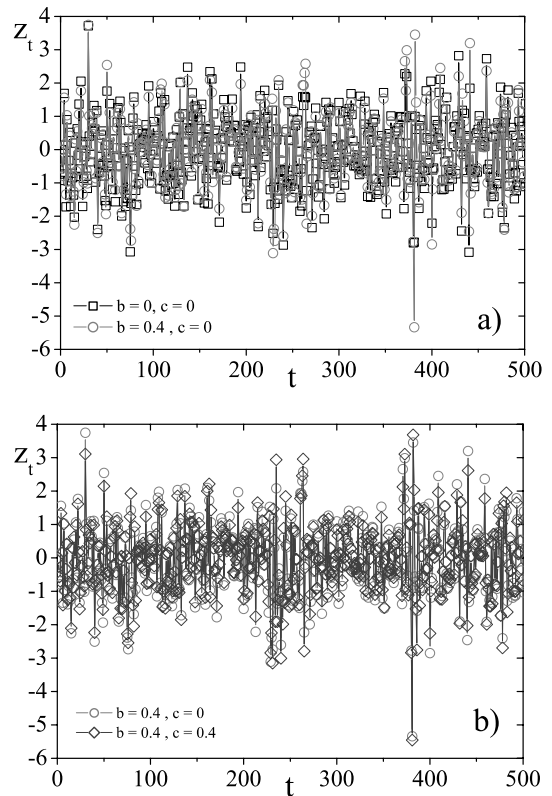 4
z_t
3
2
1
0
-1
-2
-3
-4
b = 0, c = 0
-5
b = 0.4 , c = 0
a)
-6
0 100 200 300 400 500
t
4
z_t
3
2
1
0
-1
-2
-3
-4
b = 0.4 , c = 0
-5
b = 0.4 , c = 0.4
b)
-6
0 100 200 300 400 500
t